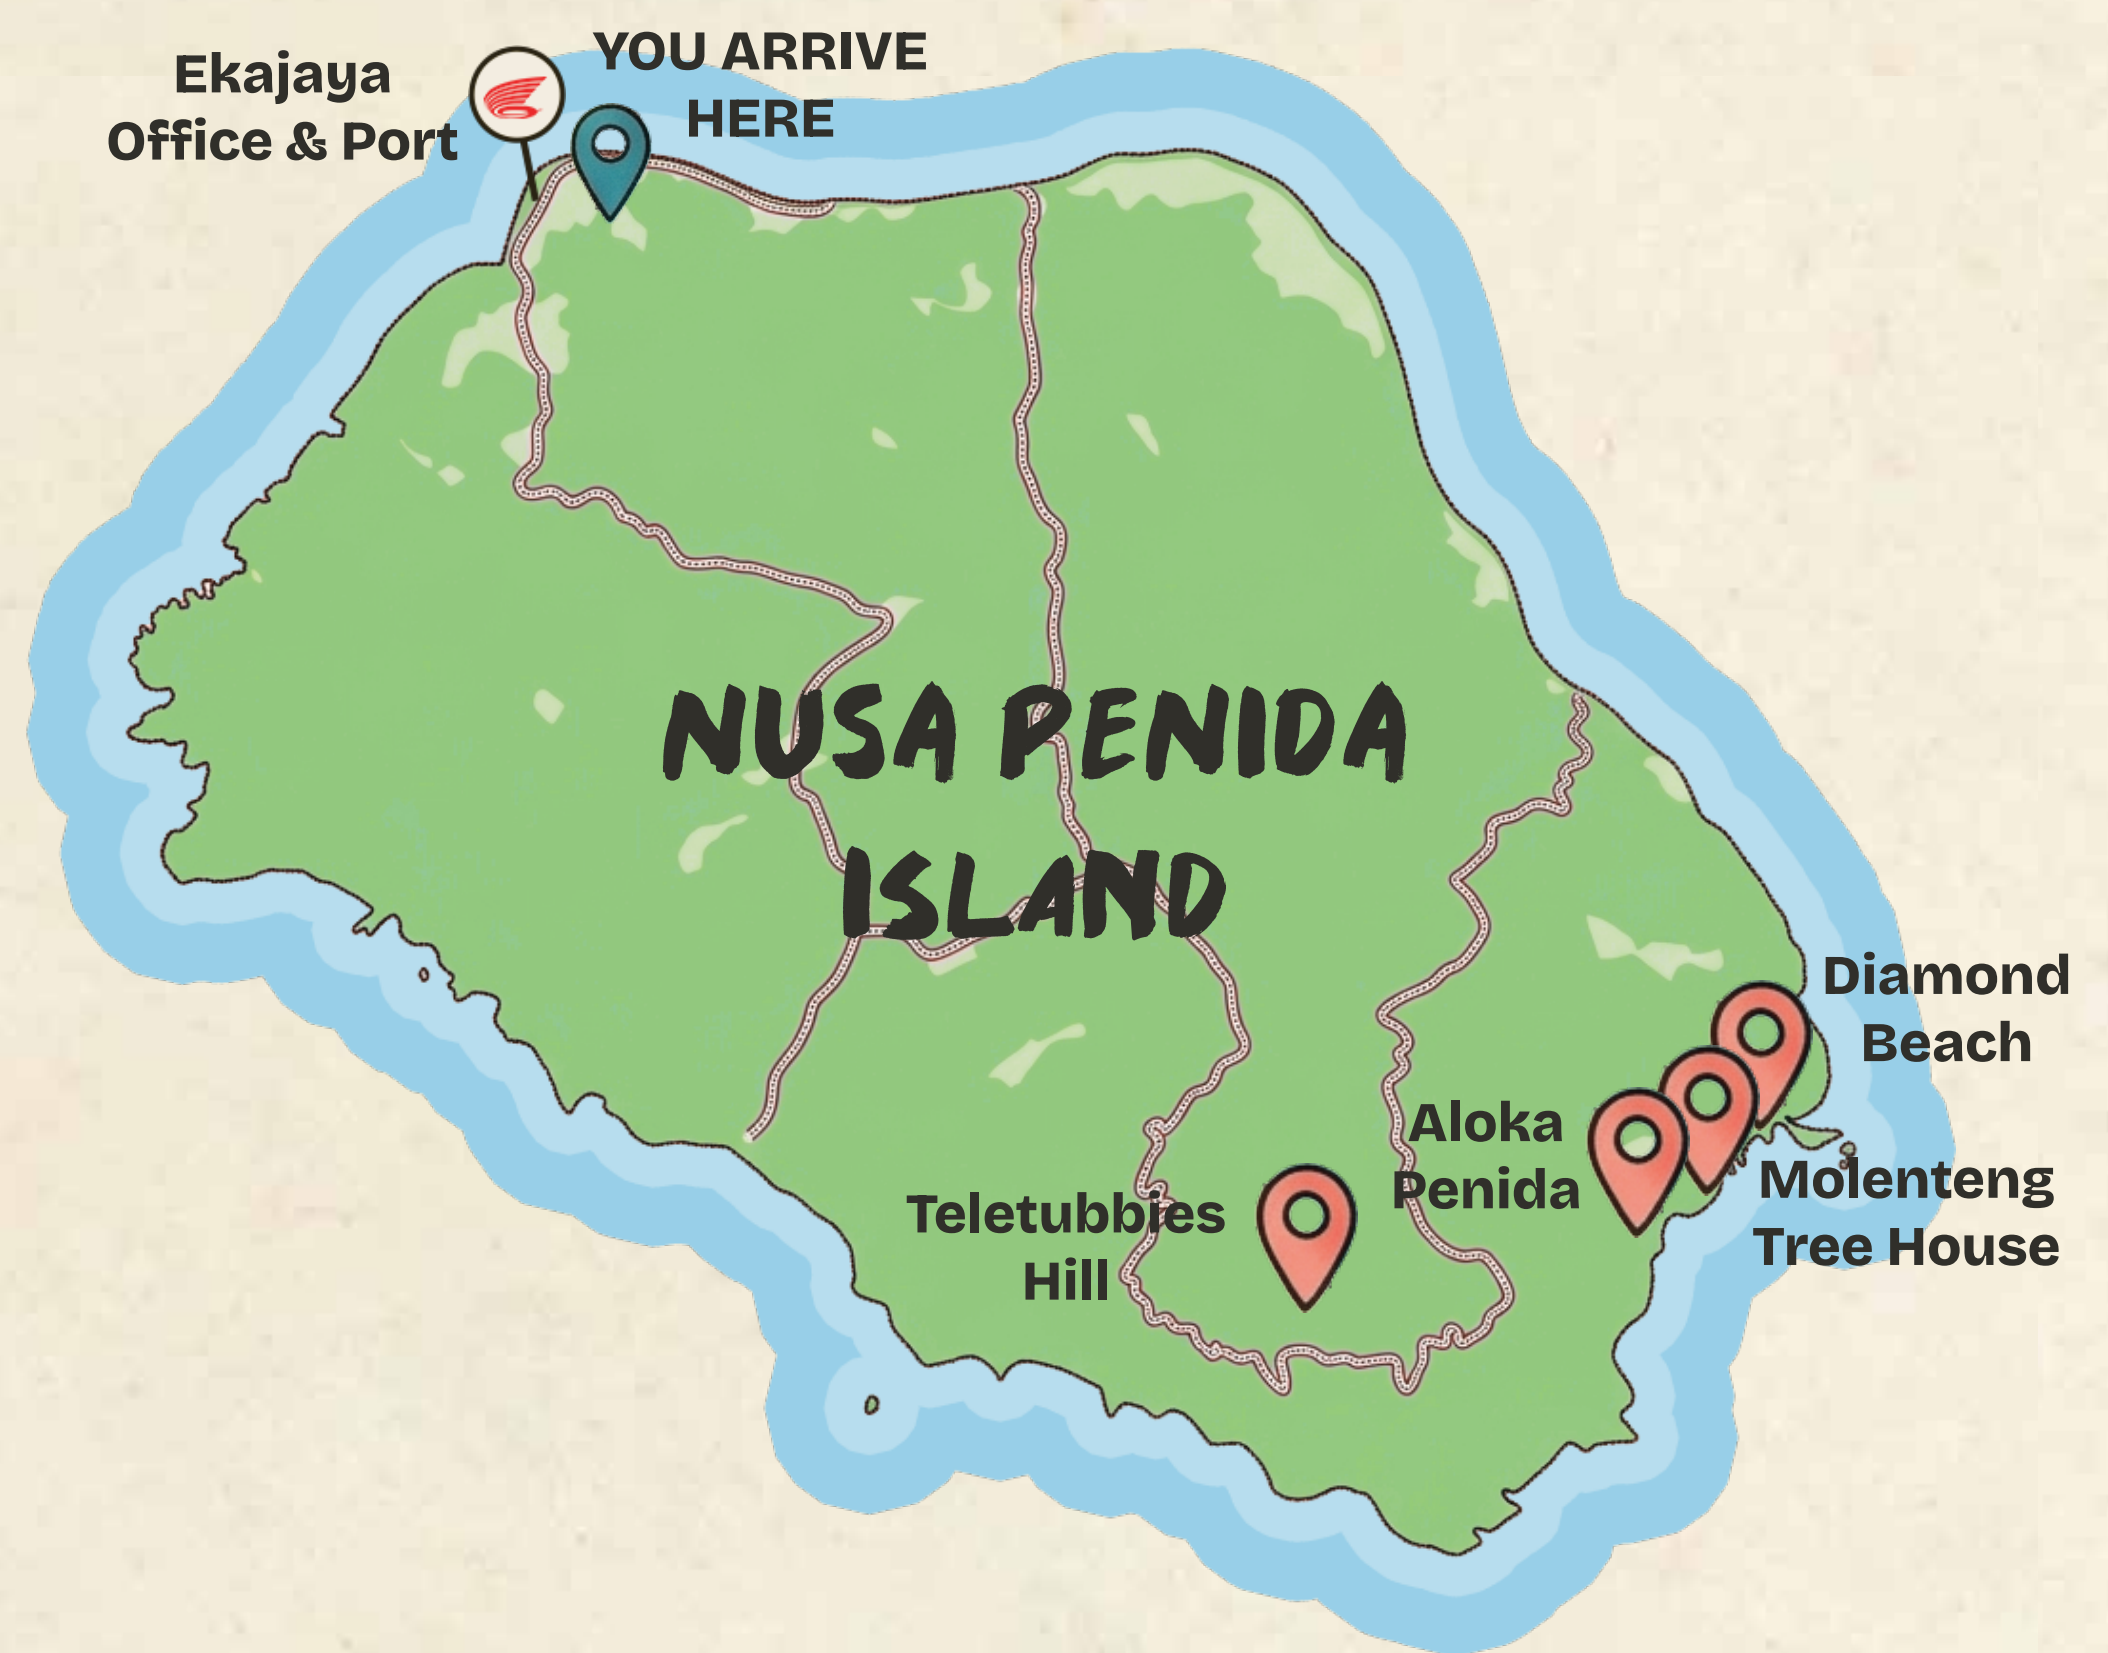 Ekajaya
Office & Port
YOU ARRIVE
HERE
NUSA PENIDA
ISLAND
Diamond
Beach
Aloka
Penida
Molenteng
Tree House
Teletubbies
Hill